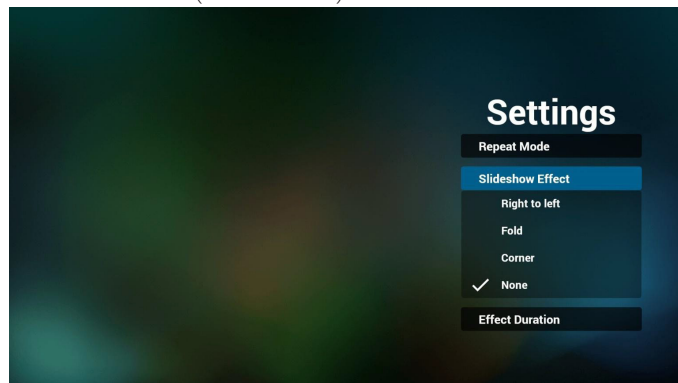 Settings
Repeat Mode
Slideshow Effect
Right to left
Fold
Corner
None
Effect Duration